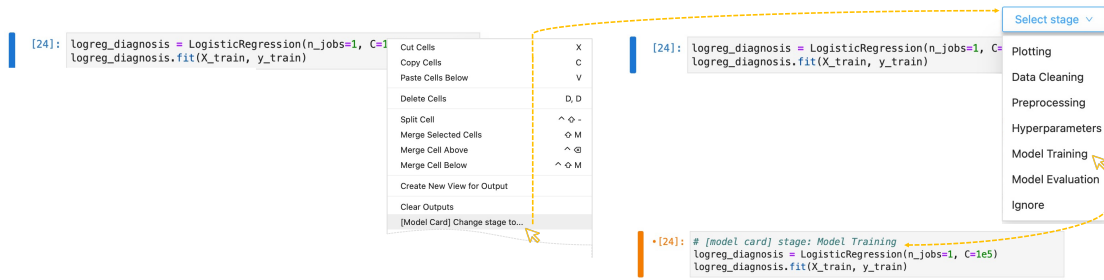 [24]: logreg_diagnosis = LogisticRegression(n_jobs=1, C=1
logreg_diagnosis.fit(X_train, y_train)
Cut Cells X
Copy Cells C
Paste Cells Below V
Delete Cells D, D
Split Cell ^ ⇧ -
Merge Selected Cells ⇧ M
Merge Cell Above ^ ⌫
Merge Cell Below ^ ⇧ M
Create New View for Output
Clear Outputs
[Model Card] Change stage to...
[24]: logreg_diagnosis = LogisticRegression(n_jobs=1, C=
logreg_diagnosis.fit(X_train, y_train)
Select stage
Plotting
Data Cleaning
Preprocessing
Hyperparameters
Model Training
Model Evaluation
Ignore
•[24]: # [model card] stage: Model Training
logreg_diagnosis = LogisticRegression(n_jobs=1, C=1e5)
logreg_diagnosis.fit(X_train, y_train)